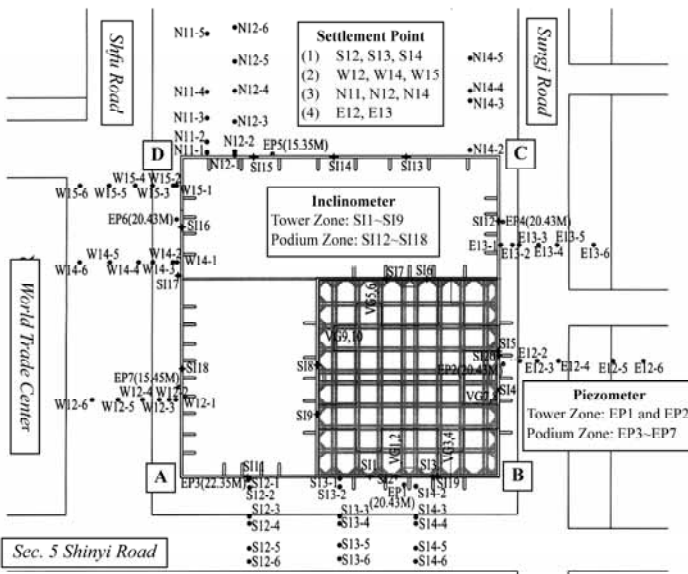 Shfu Road
Sungj Road
Settlement Point
(1) S12, S13, S14
(2) W12, W14, W15
(3) N11, N12, N14
(4) E12, E13
N11-5
N12-6
N12-5
N11-4
N12-4
N11-3
N12-3
N11-2
N11-1
N12-2
N12-1
EP5(15.35M)
N14-5
N14-4
N14-3
N14-2
D
C
SI15
SI14
SI13
W15-4
W15-2
W15-6
W15-5
W15-3
W15-1
Inclinometer
Tower Zone: SI1~SI9
Podium Zone: SI12~SI18
EP6(20.43M)
SI16
SI12
EP4(20.43M)
E13-1
E13-2
E13-3
E13-4
E13-5
E13-6
W14-5
W14-2
W14-6
W14-4
W14-3
W14-1
SI17
SI7
SI6
VG5,6
VG9,10
World Trade Center
SI5
SI20
E12-2
EP2(20.43M)
E12-3
E12-4
E12-5
E12-6
SI8
SI18
EP7(15.45M)
W12-4
W12-2
W12-6
W12-5
W12-3
W12-1
SI4
SI9
VG1,2
VG3,4
Piezometer
Tower Zone: EP1 and EP2
Podium Zone: EP3~EP7
A
B
SI1
SI3
SI19
EP3(22.35M)
S12-1
S12-2
S13-1
S13-2
EP1
(20.43M)
S14-2
S12-3
S13-3
S14-3
S12-4
S13-4
S14-4
Sec. 5 Shinyi Road
S12-5
S13-5
S14-5
S12-6
S13-6
S14-6